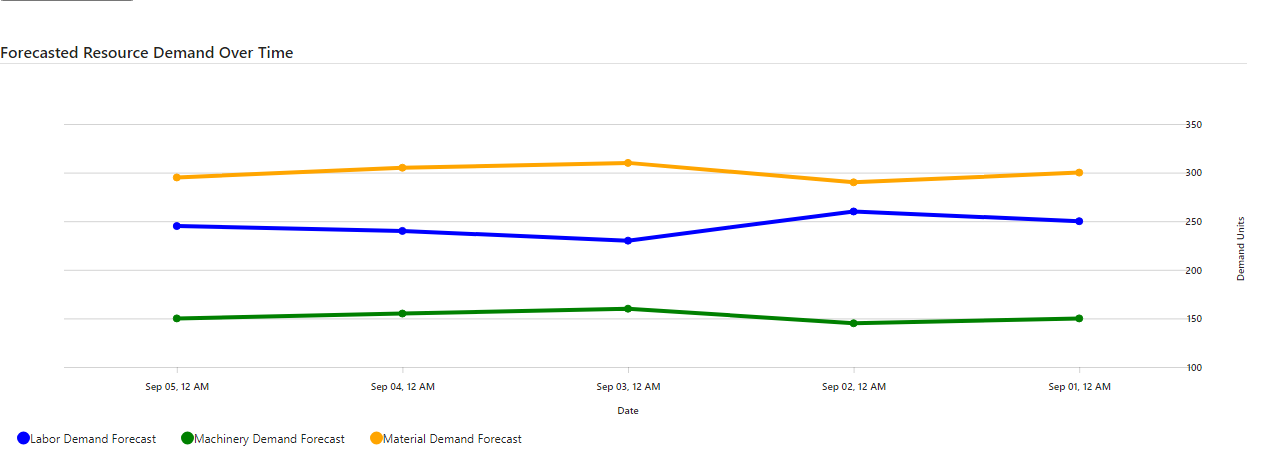 Forecasted Resource Demand Over Time
350
300
250
200
150
100
Demand Units
Sep 05, 12 AM
Sep 04, 12 AM
Sep 03, 12 AM
Sep 02, 12 AM
Sep 01, 12 AM
Date
Labor Demand Forecast
Machinery Demand Forecast
Material Demand Forecast